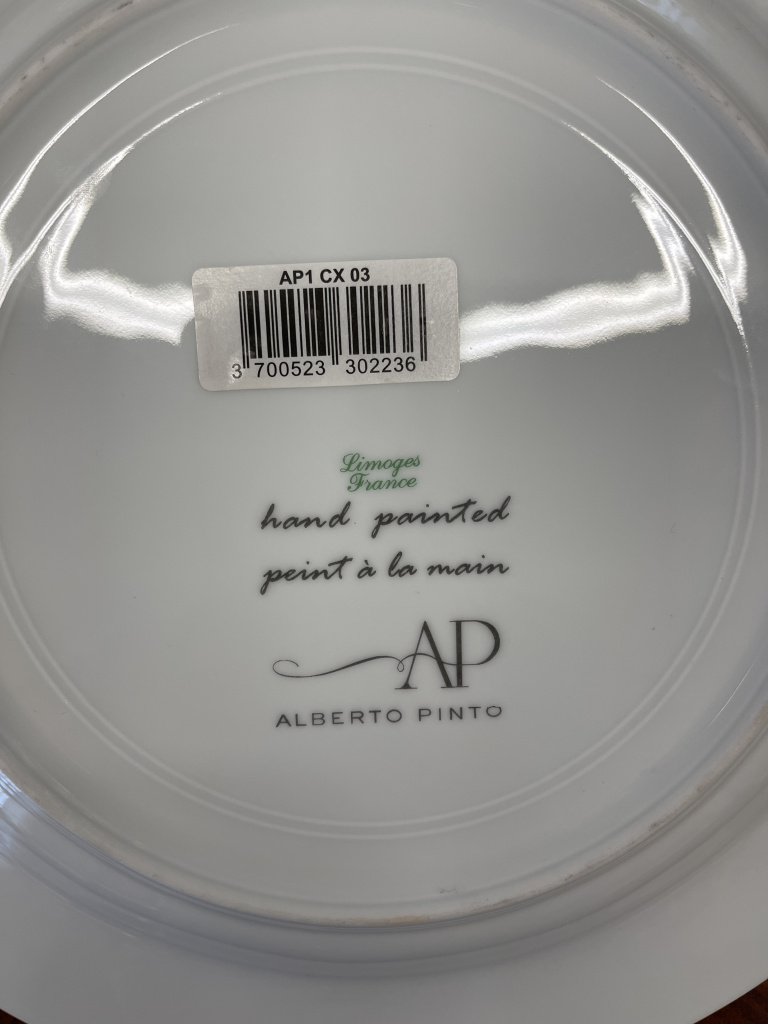 AP1 CX 03
3 700523 302236
Limoges
France
hand painted
peint à la main
AP
ALBERTO PINTO